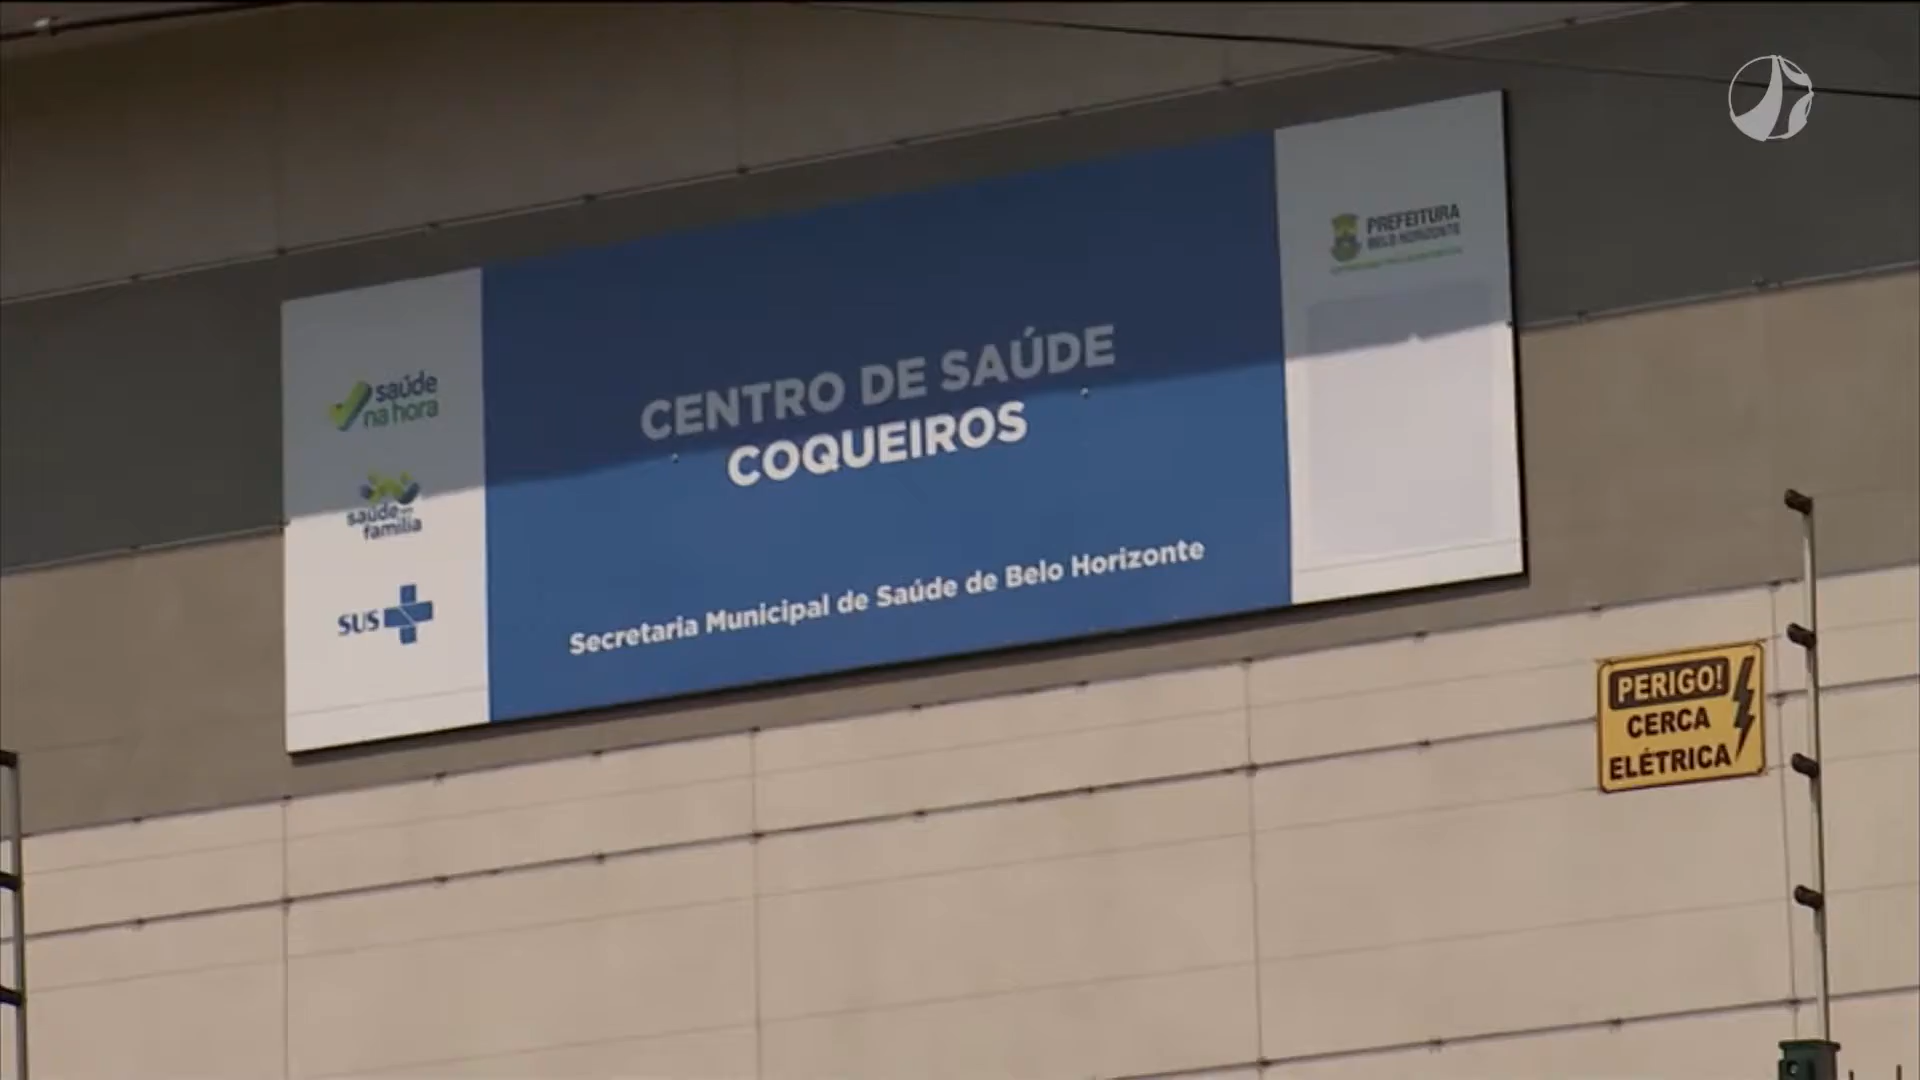 saúde
na hora
saúde
família
SUS
CENTRO DE SAÚDE
COQUEIROS
Secretaria Municipal de Saúde de Belo Horizonte
PREFEITURA
BELO HORIZONTE
PERIGO!
CERCA
ELÉTRICA